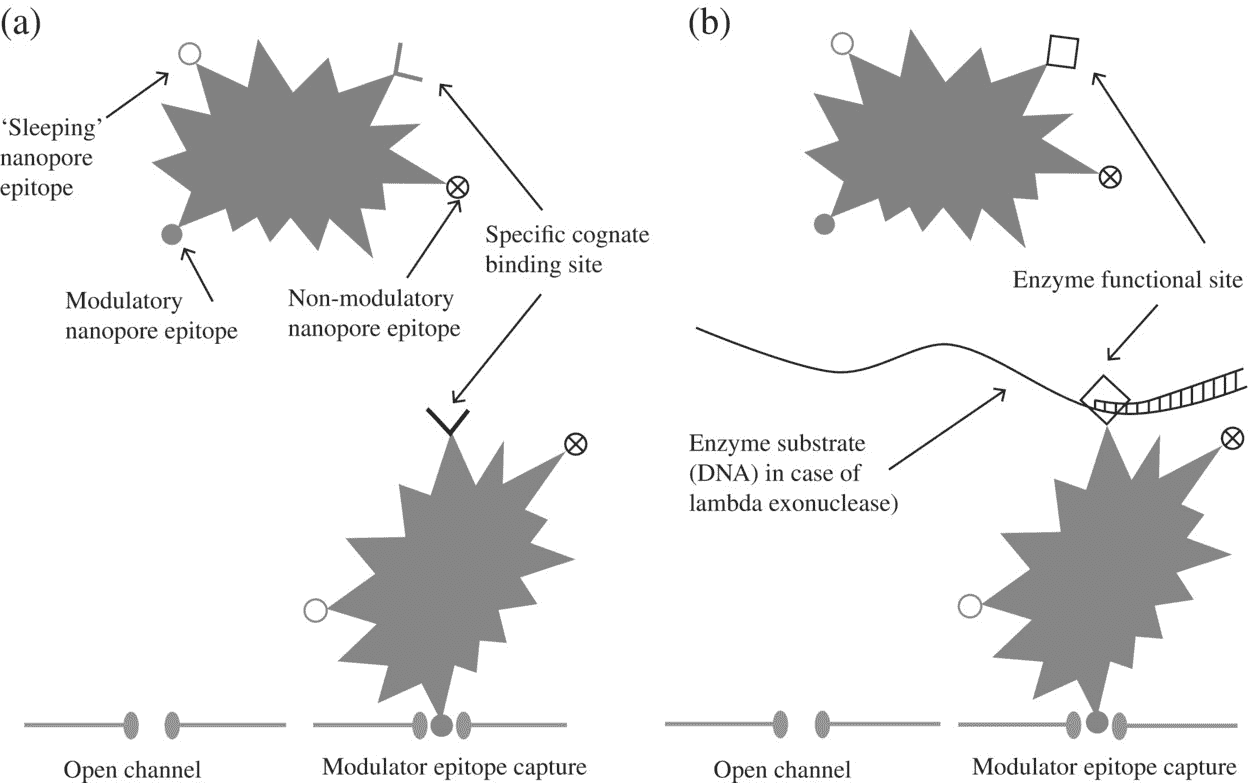 (a)
‘Sleeping’
nanopore
epitope
Modulatory
nanopore epitope
Non-modulatory
nanopore epitope
Specific cognate
binding site
Open channel
Modulator epitope capture
(b)
Enzyme functional site
Enzyme substrate
(DNA) in case of
lambda exonuclease)
Open channel
Modulator epitope capture